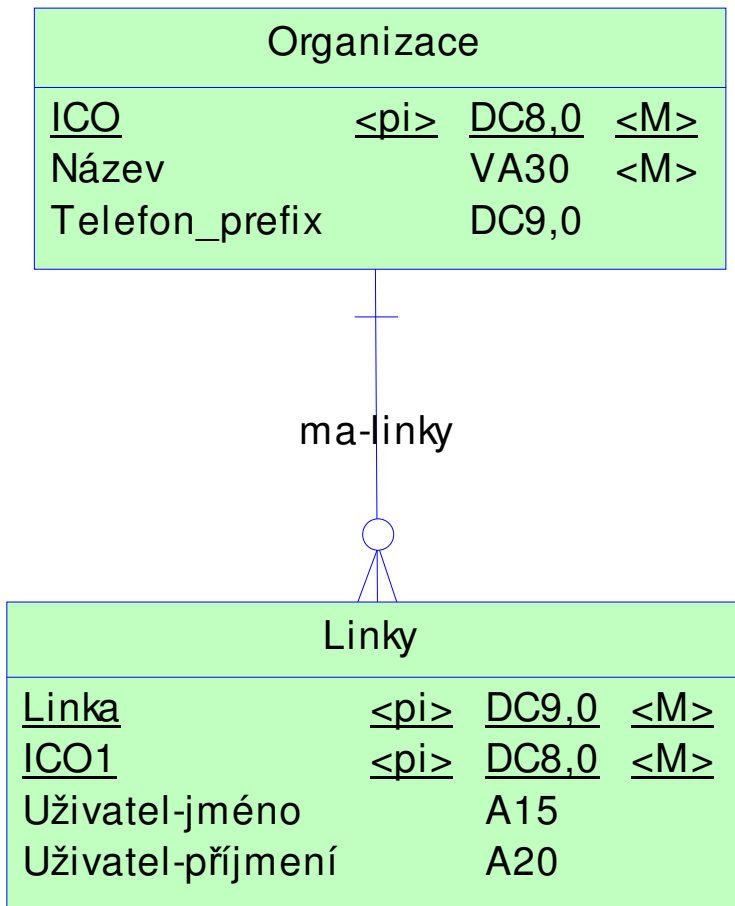 Organizace
ICO <pi> DC8,0 <M>
Název VA30 <M>
Telefon_prefix DC9,0
ma-linky
Linky
Linka <pi> DC9,0 <M>
ICO1 <pi> DC8,0 <M>
Uživatel-jméno A15
Uživatel-příjmení A20